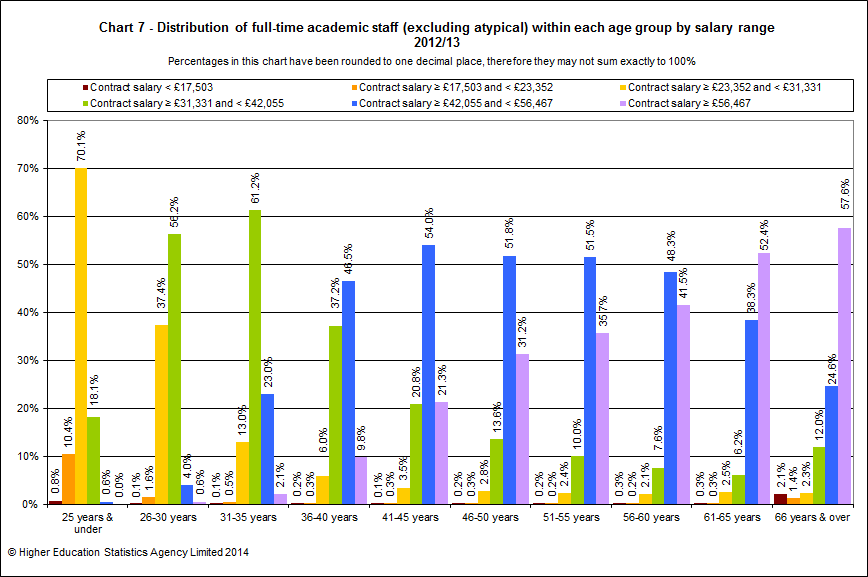 Chart 7 - Distribution of full-time academic staff (excluding atypical) within each age group by salary range
2012/13
Percentages in this chart have been rounded to one decimal place, therefore they may not sum exactly to 100%
Contract salary < £17,503 Contract salary ≥ £17,503 and < £23,352 Contract salary ≥ £23,352 and < £31,331
Contract salary ≥ £31,331 and < £42,055 Contract salary ≥ £42,055 and < £56,467 Contract salary ≥ £56,467
80%
70%
60%
50%
40%
30%
20%
10%
0%
0.8% 10.4% 70.1% 18.1% 0.6% 0.0%
0.1% 1.6% 37.4% 56.2% 4.0% 0.6%
0.1% 0.5% 13.0% 61.2% 23.0% 2.1%
0.2% 0.3% 6.0% 37.2% 46.5% 9.8%
0.1% 0.3% 3.5% 20.8% 54.0% 21.3%
0.2% 0.3% 2.8% 13.6% 51.8% 31.2%
0.2% 0.2% 2.4% 10.0% 51.5% 35.7%
0.3% 0.2% 2.1% 7.6% 48.3% 41.5%
0.3% 0.3% 2.5% 6.2% 38.3% 52.4%
2.1% 1.4% 2.3% 12.0% 24.6% 57.6%
25 years & under 26-30 years 31-35 years 36-40 years 41-45 years 46-50 years 51-55 years 56-60 years 61-65 years 66 years & over
© Higher Education Statistics Agency Limited 2014